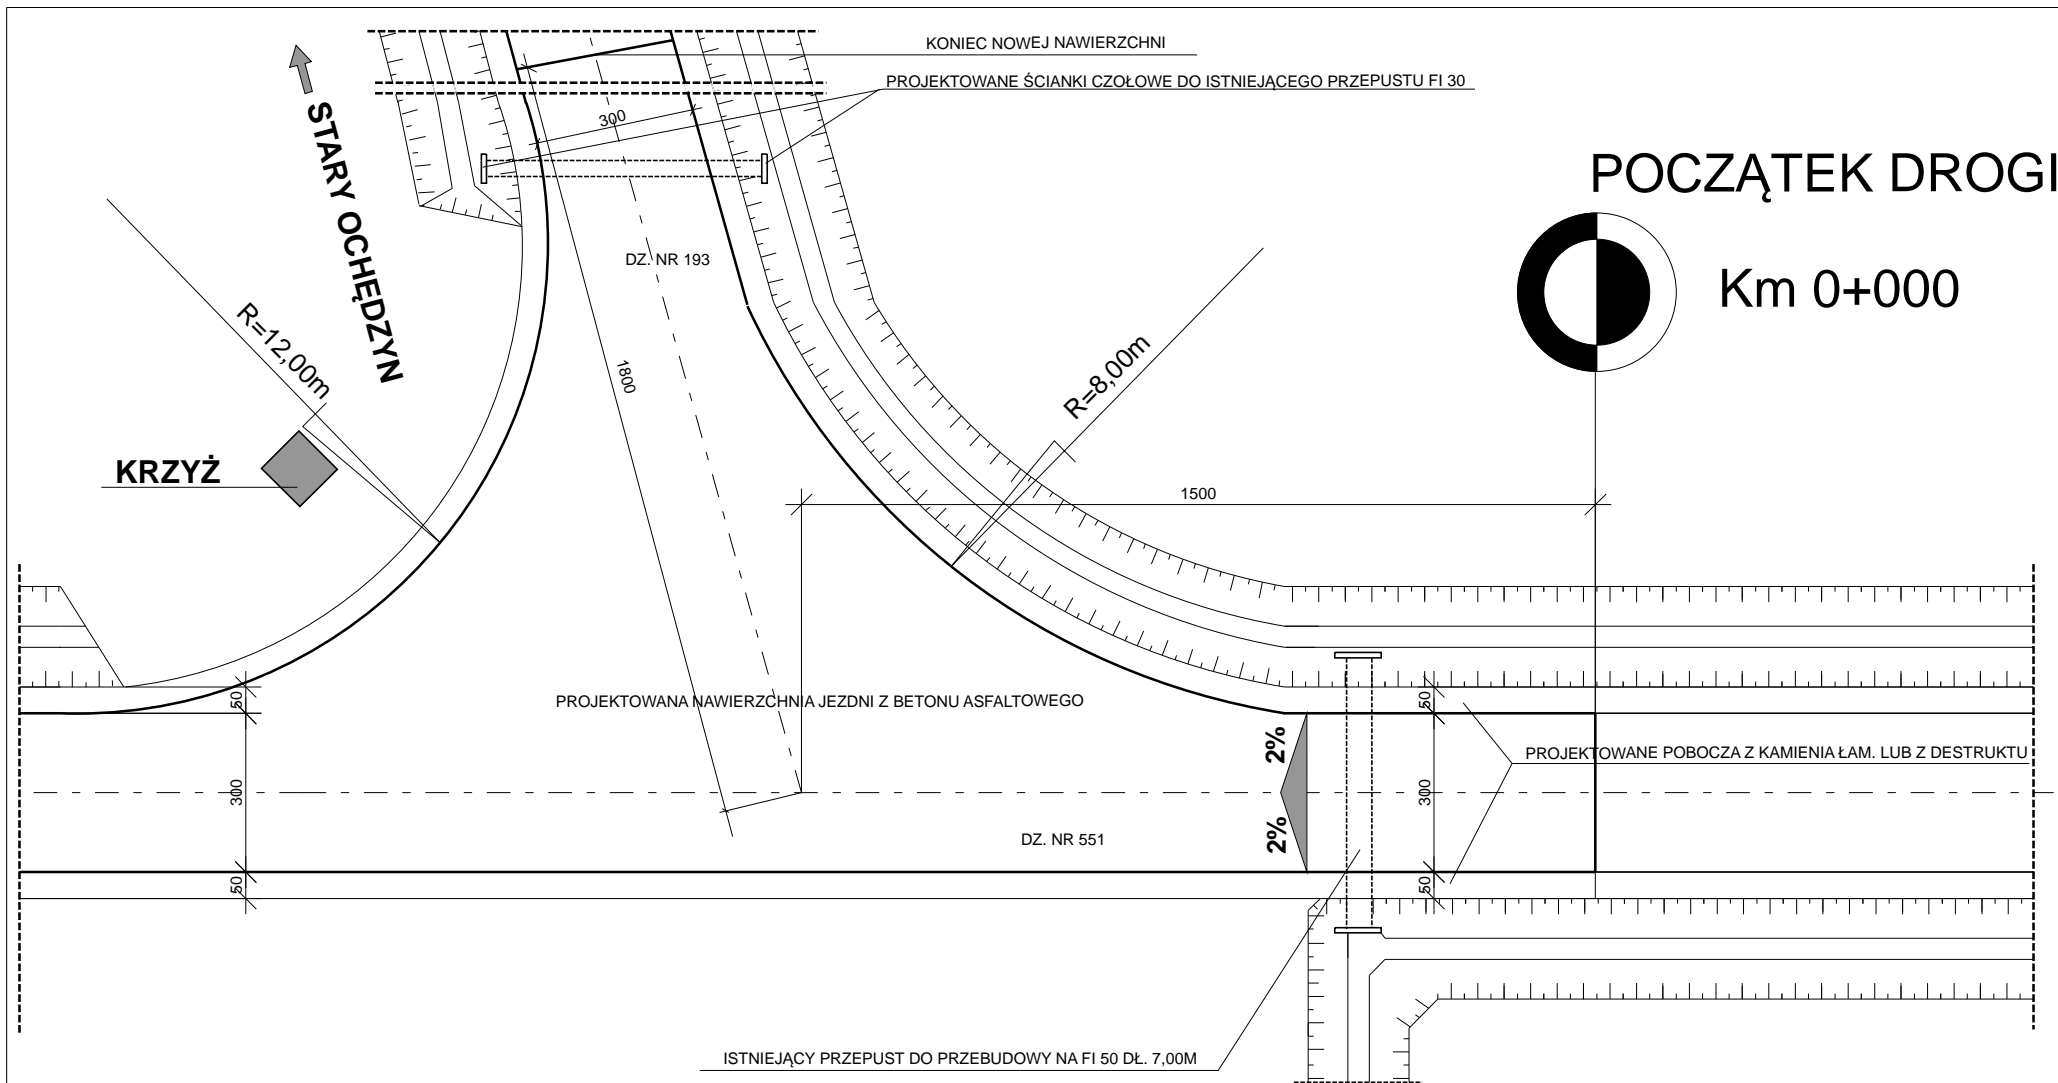 KONIEC NOWEJ NAWIERZCHNI
PROJEKTOWANE ŚCIANKI CZOŁOWE DO ISTNIEJĄCEGO PRZEPUSTU FI 30
300
STARY OCHĘDZYN
POCZĄTEK DROGI
Km 0+000
DZ. NR 193
R=12,00m
1800
R=8,00m
KRZYŻ
1500
50
PROJEKTOWANA NAWIERZCHNIA JEZDNI Z BETONU ASFALTOWEGO
50
2%
PROJEKTOWANE POBOCZA Z KAMIENIA ŁAM. LUB Z DESTRUKTU
300
300
2%
DZ. NR 551
50
50
ISTNIEJĄCY PRZEPUST DO PRZEBUDOWY NA FI 50 DŁ. 7,00M